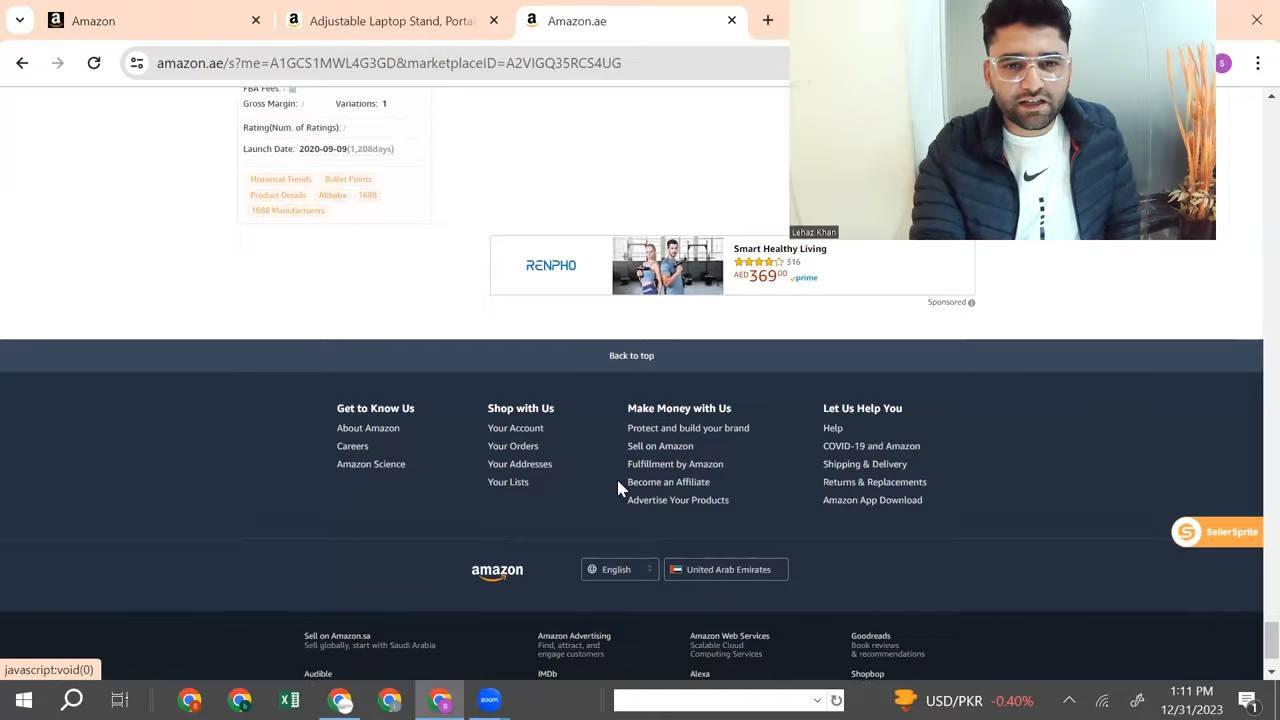 Amazon
Adjustable Laptop Stand, Porta
Amazon.ae
amazon.ae/s?me=A1GCS1MWL4G3GD&marketplaceID=A2VIGQ35RCS4UG
S
FBA Fees:
Gross Margin:
Variations: 1
Rating(Num. of Ratings):
Launch Date: 2020-09-09(1,208days)
Historical Trends
Bullet Points
Product Details
Alibaba
1688
1688 Manufacturers
Lehaz Khan
RENPHO
Smart Healthy Living
316
AED369.00 prime
Sponsored
Back to top
Get to Know Us
About Amazon
Careers
Amazon Science
Shop with Us
Your Account
Your Orders
Your Addresses
Your Lists
Make Money with Us
Protect and build your brand
Sell on Amazon
Fulfillment by Amazon
Become an Affiliate
Advertise Your Products
Let Us Help You
Help
COVID-19 and Amazon
Shipping & Delivery
Returns & Replacements
Amazon App Download
SellerSprite
amazon
English
United Arab Emirates
Sell on Amazon.sa
Sell globally, start with Saudi Arabia
Amazon Advertising
Find, attract, and
engage customers
Amazon Web Services
Scalable Cloud
Computing Services
Goodreads
Book reviews
& recommendations
Audible
IMDb
Alexa
Shopbop
javascript:void(0)
zoom
USD/PKR -0.40%
1:11 PM
12/31/2023
1